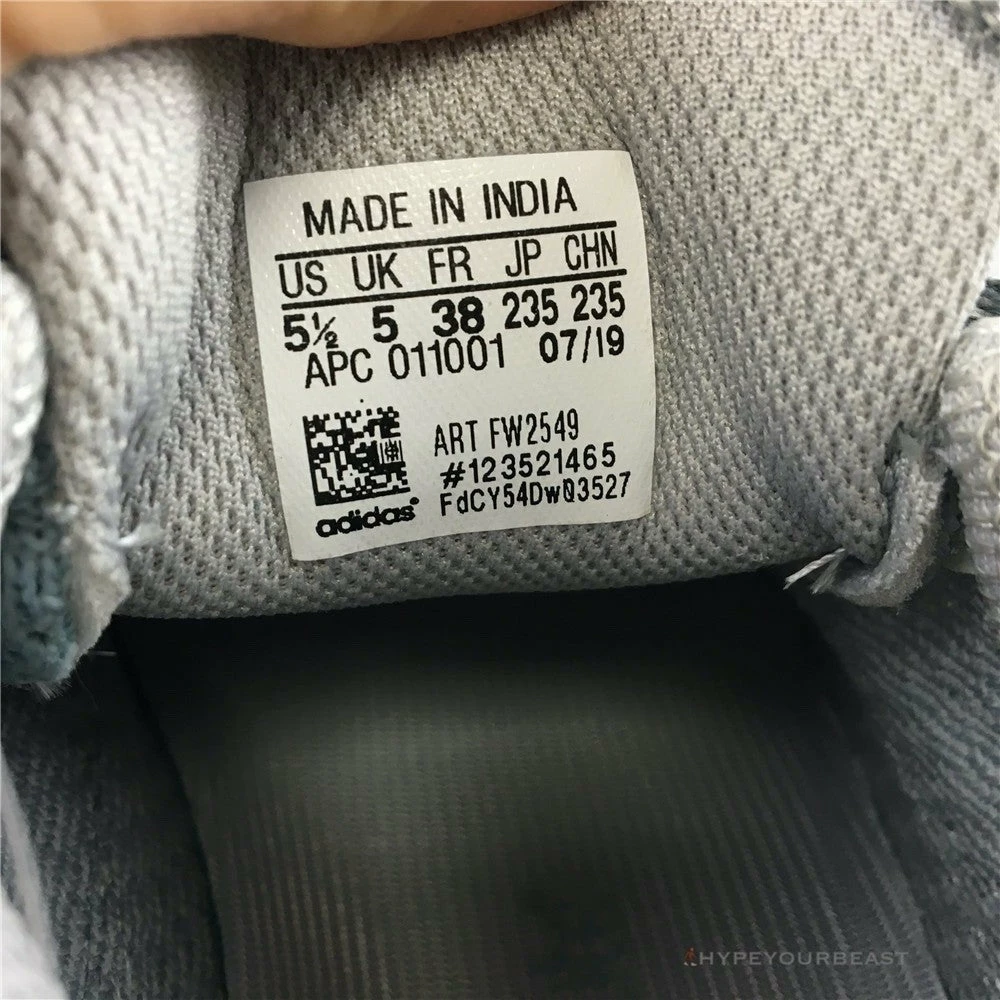 MADE IN INDIA
US UK FR JP CHN
5½ 5 38 235 235
APC 011001 07/19
ART FW2549
#123521465
FdCY54DwQ3527
adidas®
HYPEYOURBEAST